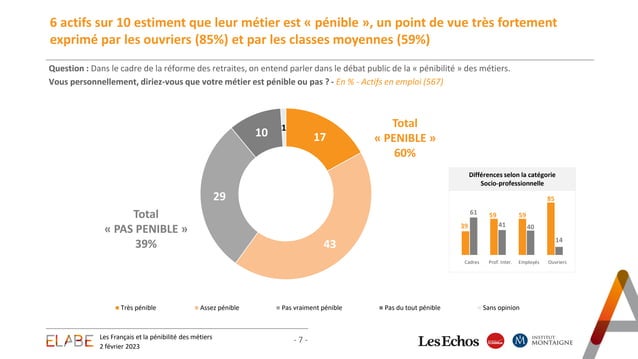 6 actifs sur 10 estiment que leur métier est « pénible », un point de vue très fortement
exprimé par les ouvriers (85%) et par les classes moyennes (59%)
Question : Dans le cadre de la réforme des retraites, on entend parler dans le débat public de la « pénibilité » des métiers.
Vous personnellement, diriez-vous que votre métier est pénible ou pas ? - En % - Actifs en emploi (567)
1
10
17
Total
« PENIBLE »
60%
29
43
Total
« PAS PENIBLE »
39%
Différences selon la catégorie
Socio-professionnelle
39 61 59 41 59 40 85 14
Cadres Prof. Inter. Employés Ouvriers
Très pénible Assez pénible Pas vraiment pénible Pas du tout pénible Sans opinion
ELABE
Les Français et la pénibilité des métiers
2 février 2023
- 7 -
Les Echos
M INSTITUT
MONTAIGNE